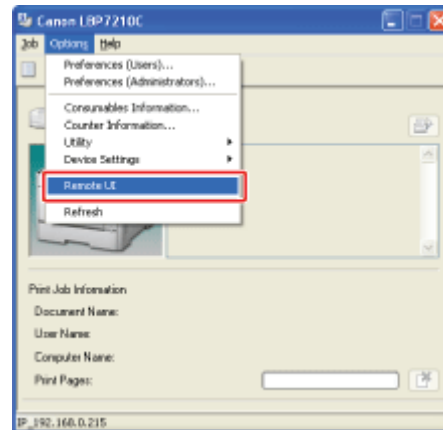 Canon LBP7210C
Job Options Help
Preferences (Users)...
Preferences (Administrators)...
Consumables Information...
Counter Information...
Utility
Device Settings
Remote UI
Refresh
Print Job Information
Document Name:
User Name:
Computer Name:
Print Pages:
IP_192.168.0.215